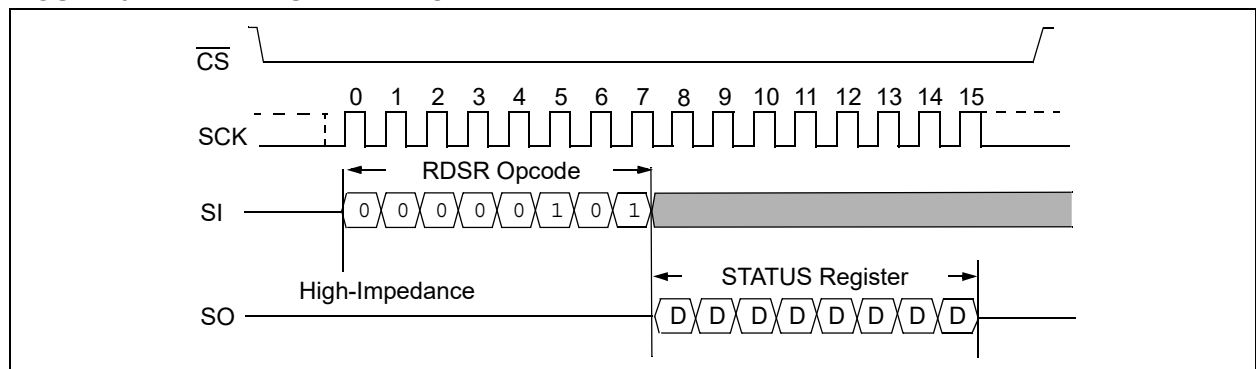 CS
0 1 2 3 4 5 6 7 8 9 10 11 12 13 14 15
SCK
RDSR Opcode
SI 0 0 0 0 0 1 0 1
STATUS Register
High-Impedance
SO D D D D D D D D